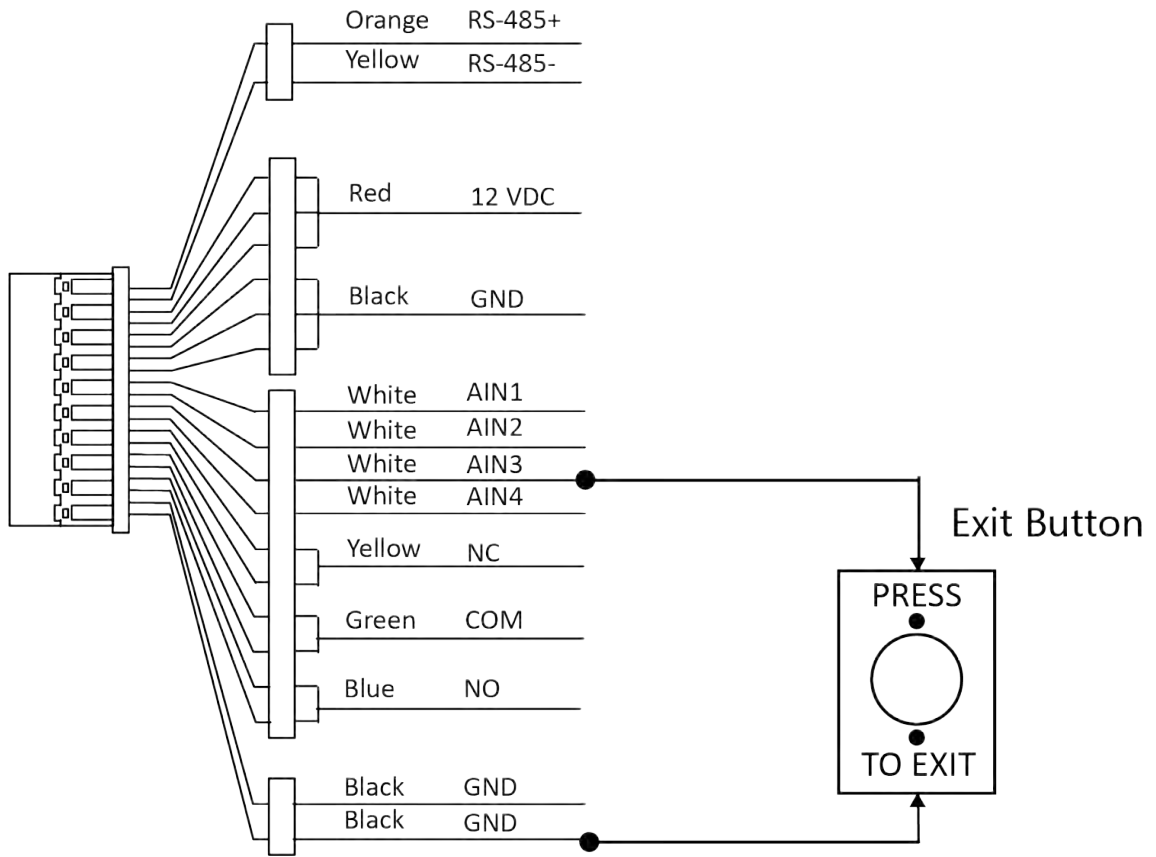 Orange RS-485+
Yellow RS-485-
Red 12 VDC
Black GND
White AIN1
White AIN2
White AIN3
White AIN4
Yellow NC
Green COM
Blue NO
Black GND
Black GND
Exit Button
PRESS
TO EXIT